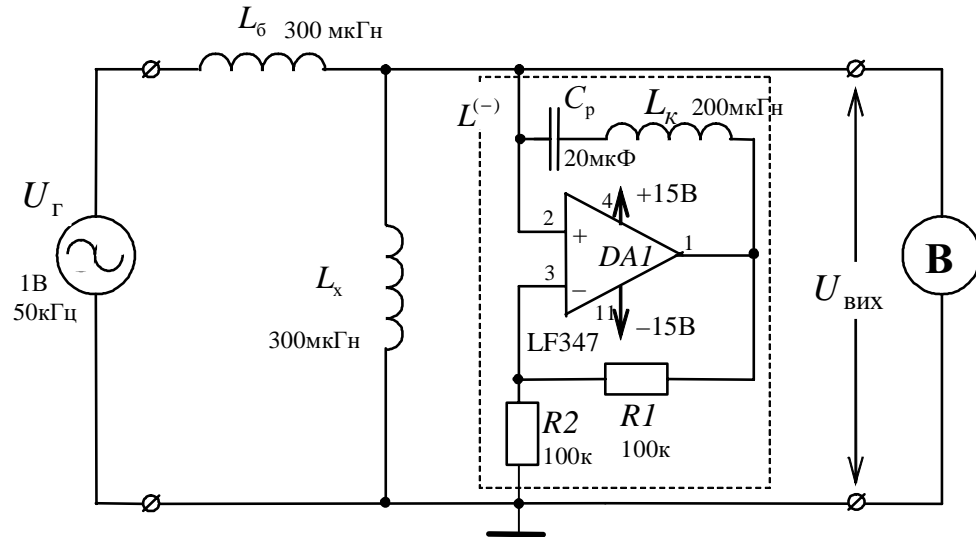 Lб 300 мкГн
L(−) Cр Lк 200мкГн
20мкФ
Uг
1В
50кГц
Lх
300мкГн
4 +15В
2 + DA1 1
3 −
11 −15В
LF347
R2
100к
R1
100к
Uвих
В